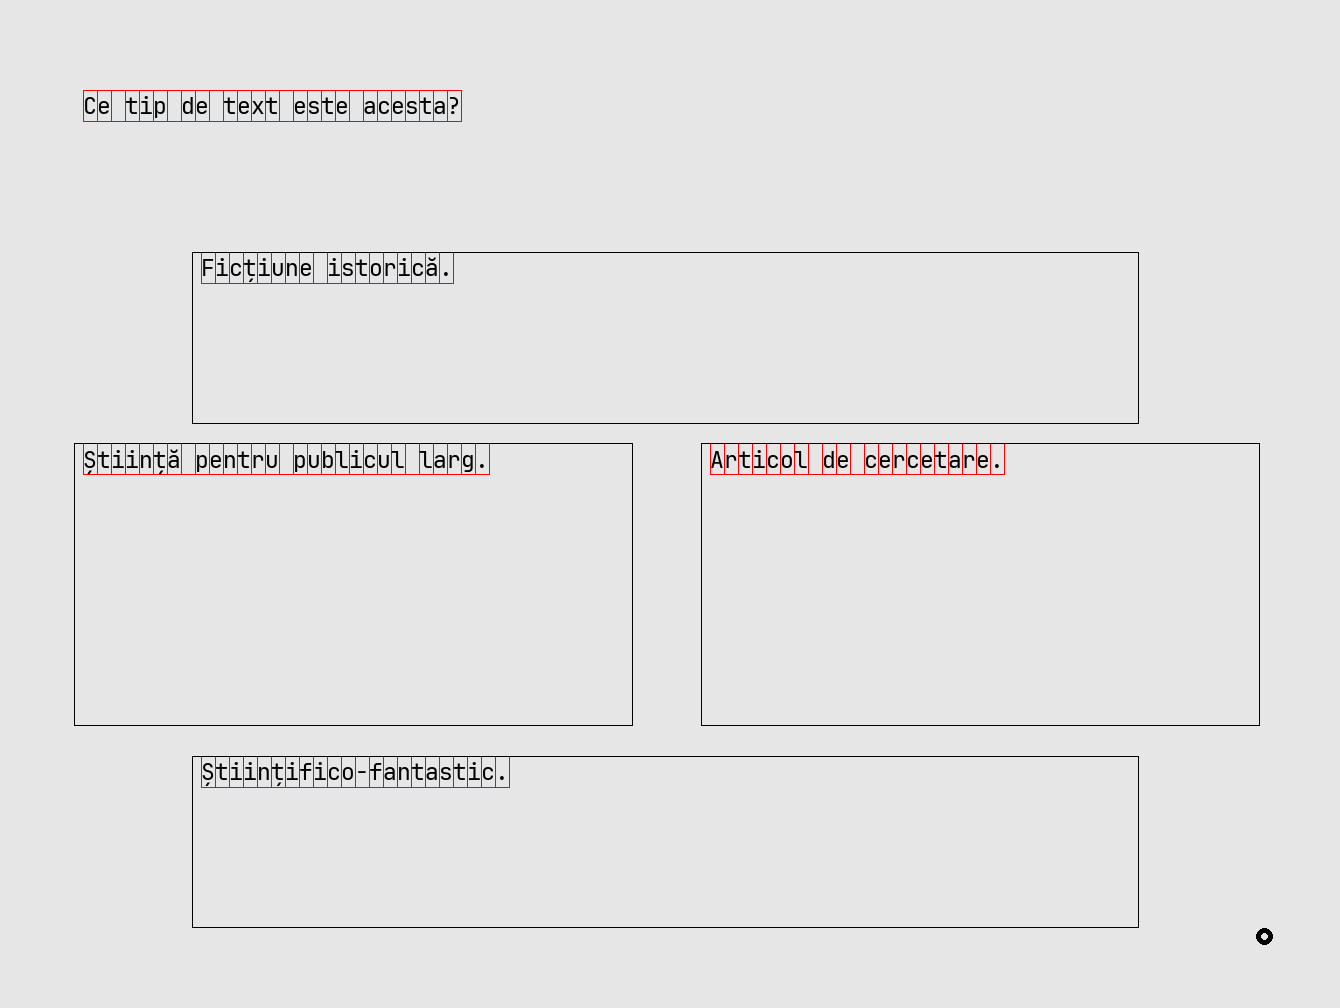 Ce tip de text este acesta?
Ficțiune istorică.
Știință pentru publicul larg.
Articol de cercetare.
Științifico-fantastic.